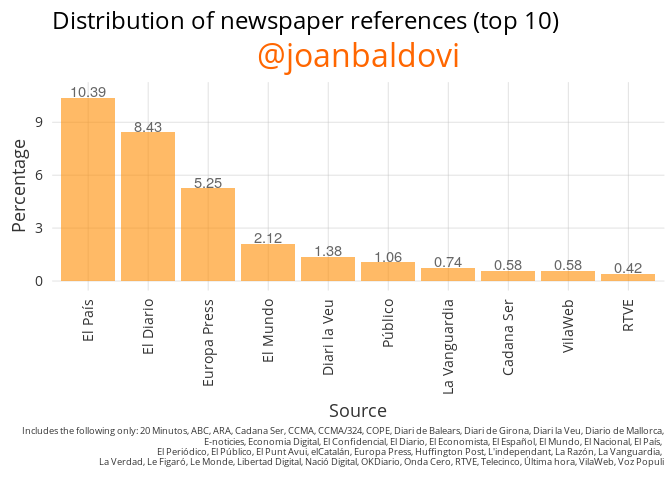 Distribution of newspaper references (top 10)
@joanbaldovi
Percentage
9
6
3
0
10.39
8.43
5.25
2.12
1.38
1.06
0.74
0.58
0.58
0.42
El País
El Diario
Europa Press
El Mundo
Diari la Veu
Público
La Vanguardia
Cadana Ser
VilaWeb
RTVE
Source
Includes the following only: 20 Minutos, ABC, ARA, Cadana Ser, CCMA, CCMA/324, COPE, Diari de Balears, Diari de Girona, Diari la Veu, Diario de Mallorca,
E-noticies, Economia Digital, El Confidencial, El Diario, El Economista, El Español, El Mundo, El Nacional, El País,
El Periódico, El Público, El Punt Avui, elCatalán, Europa Press, Huffington Post, L'independant, La Razón, La Vanguardia,
La Verdad, Le Figaró, Le Monde, Libertad Digital, Nació Digital, OKDiario, Onda Cero, RTVE, Telecinco, Última hora, VilaWeb, Voz Populi